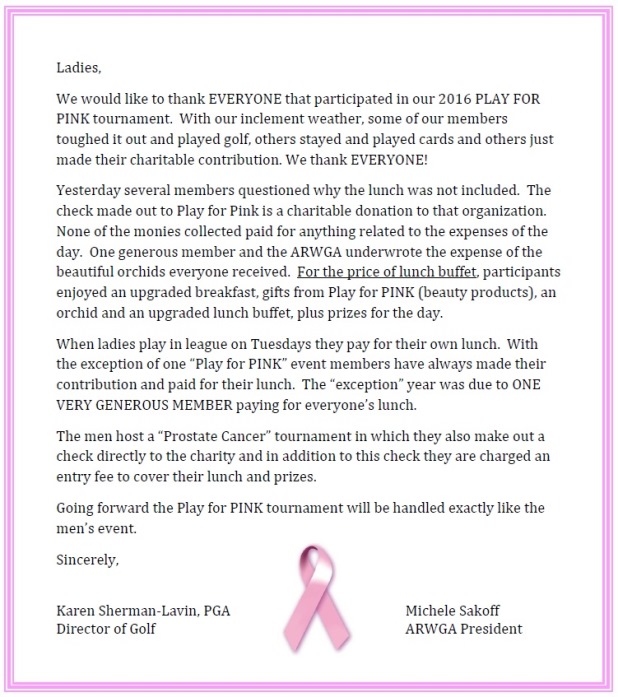 Ladies,
We would like to thank EVERYONE that participated in our 2016 PLAY FOR
PINK tournament.  With our inclement weather, some of our members
toughed it out and played golf, others stayed and played cards and others just
made their charitable contribution. We thank EVERYONE!
Yesterday several members questioned why the lunch was not included.  The
check made out to Play for Pink is a charitable donation to that organization.
None of the monies collected paid for anything related to the expenses of the
day.  One generous member and the ARWGA underwrote the expense of the
beautiful orchids everyone received.  For the price of lunch buffet, participants
enjoyed an upgraded breakfast, gifts from Play for PINK (beauty products), an
orchid and an upgraded lunch buffet, plus prizes for the day.
When ladies play in league on Tuesdays they pay for their own lunch.  With
the exception of one “Play for PINK” event members have always made their
contribution and paid for their lunch.  The “exception” year was due to ONE
VERY GENEROUS MEMBER paying for everyone’s lunch.
The men host a “Prostate Cancer” tournament in which they also make out a
check directly to the charity and in addition to this check they are charged an
entry fee to cover their lunch and prizes.
Going forward the Play for PINK tournament will be handled exactly like the
men’s event.
Sincerely,
Karen Sherman-Lavin, PGA
Director of Golf
Michele Sakoff
ARWGA President